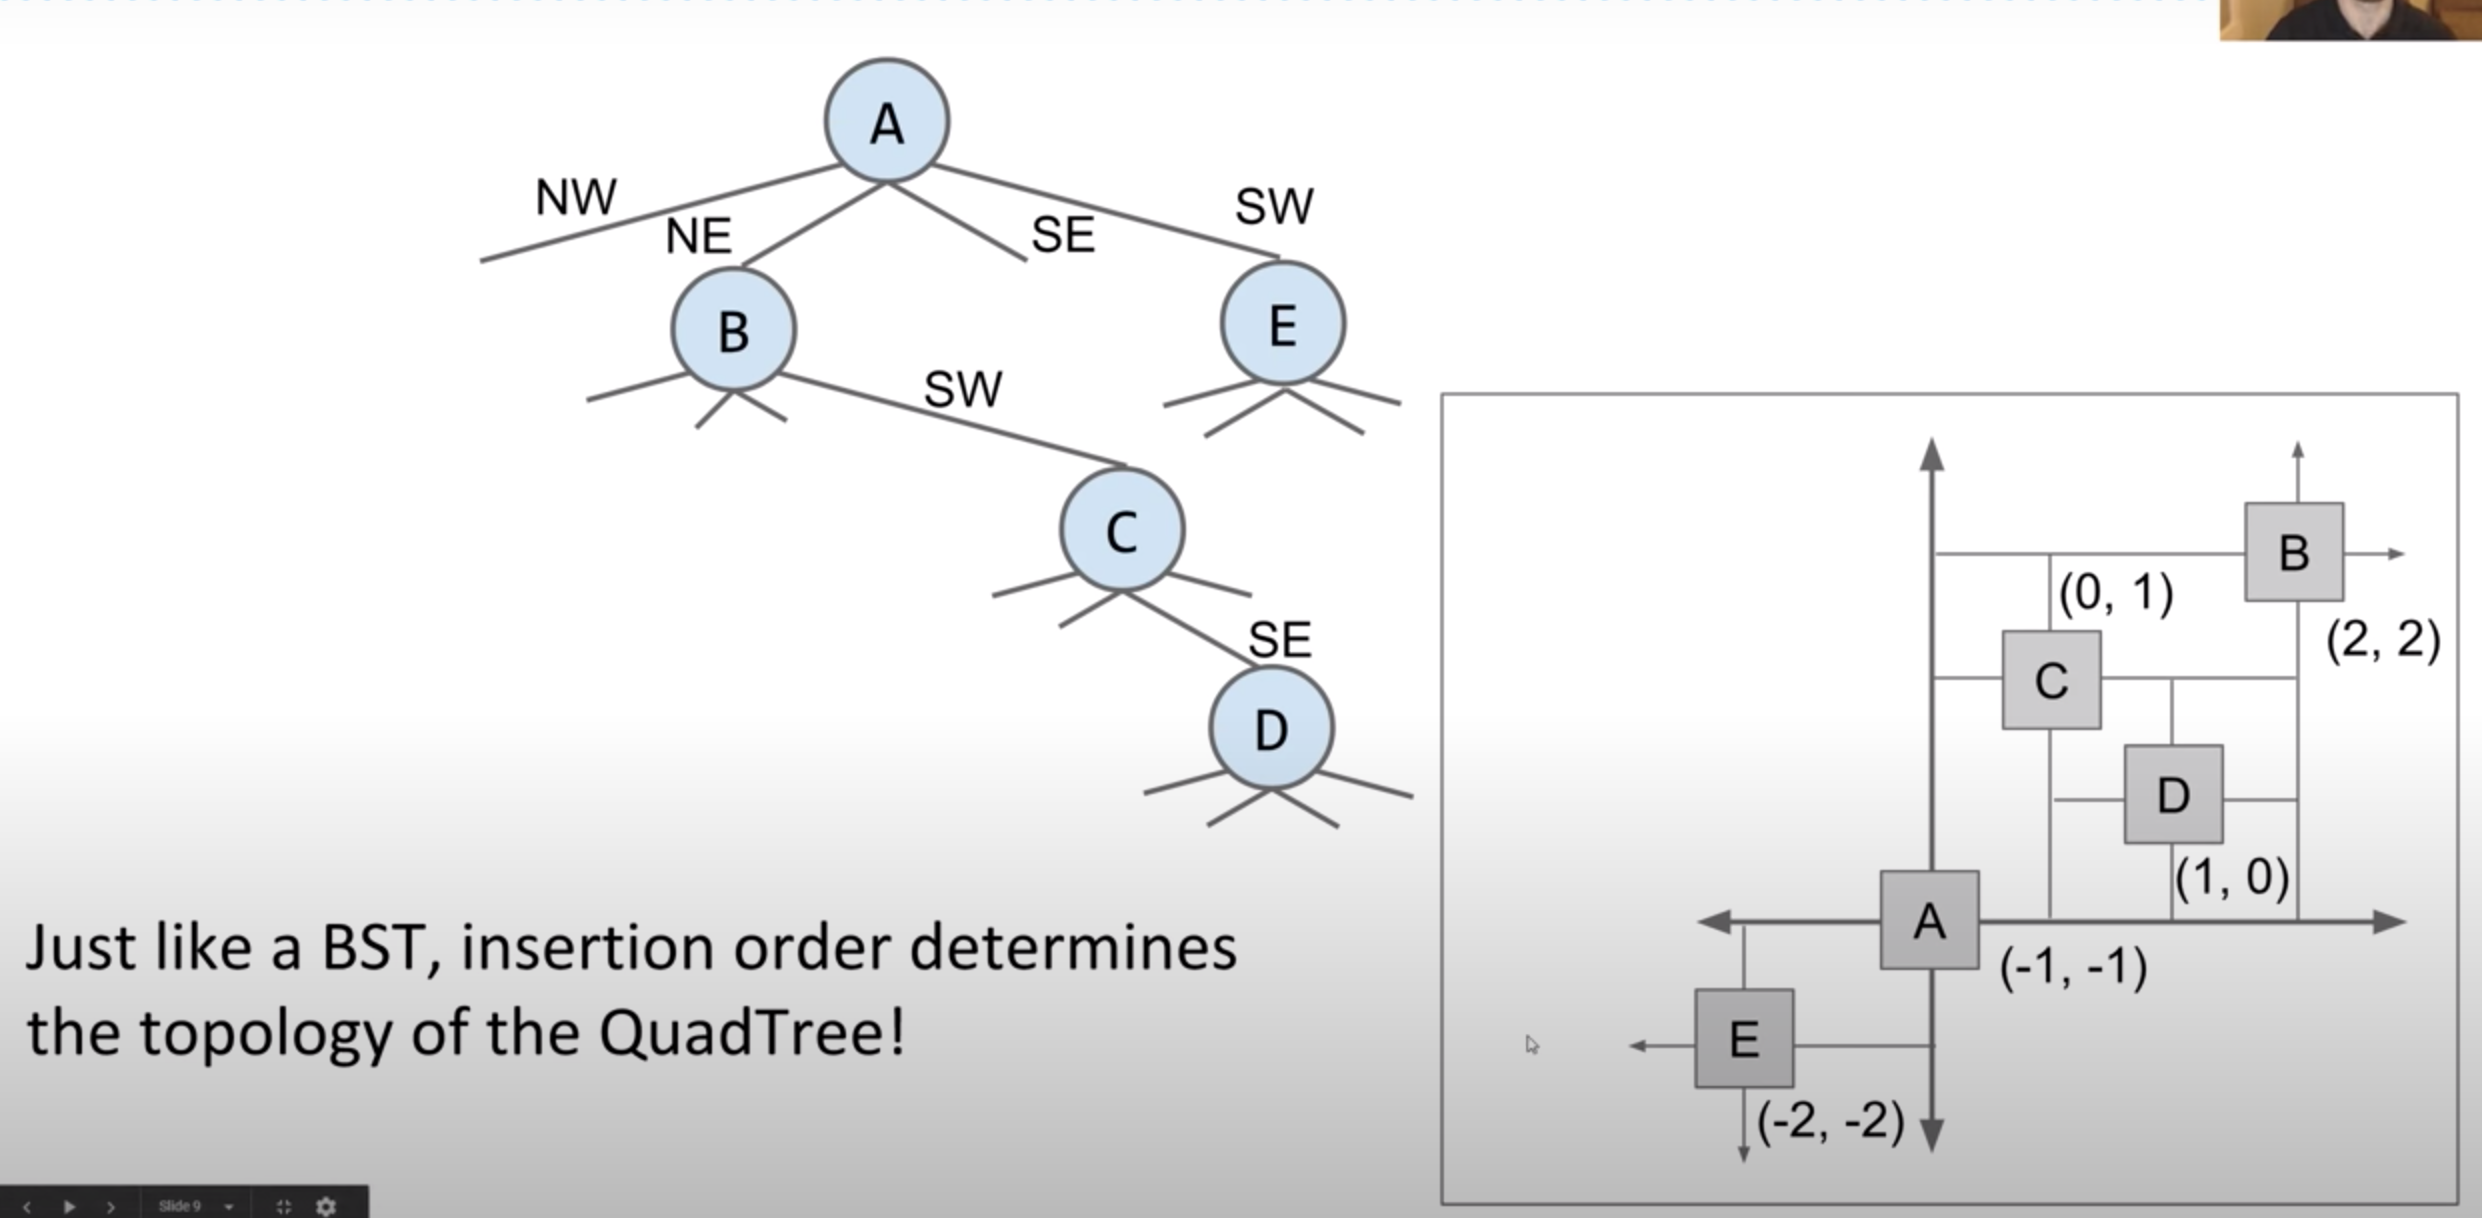 A
NW
NE
SE
SW
B
E
SW
C
SE
D
B
(0, 1)
(2, 2)
C
D
(1, 0)
A
(-1, -1)
E
(-2, -2)
Just like a BST, insertion order determines
the topology of the QuadTree!
Slide 9